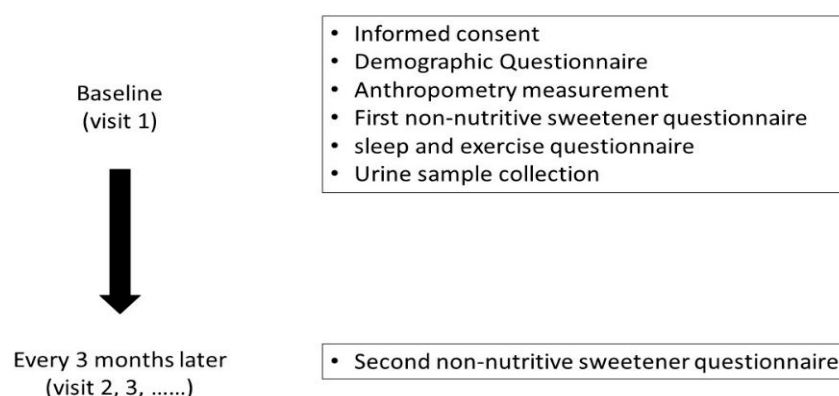 Baseline
(visit 1)
• Informed consent
• Demographic Questionnaire
• Anthropometry measurement
• First non-nutritive sweetener questionnaire
• sleep and exercise questionnaire
• Urine sample collection
Every 3 months later
(visit 2, 3, ......)
• Second non-nutritive sweetener questionnaire